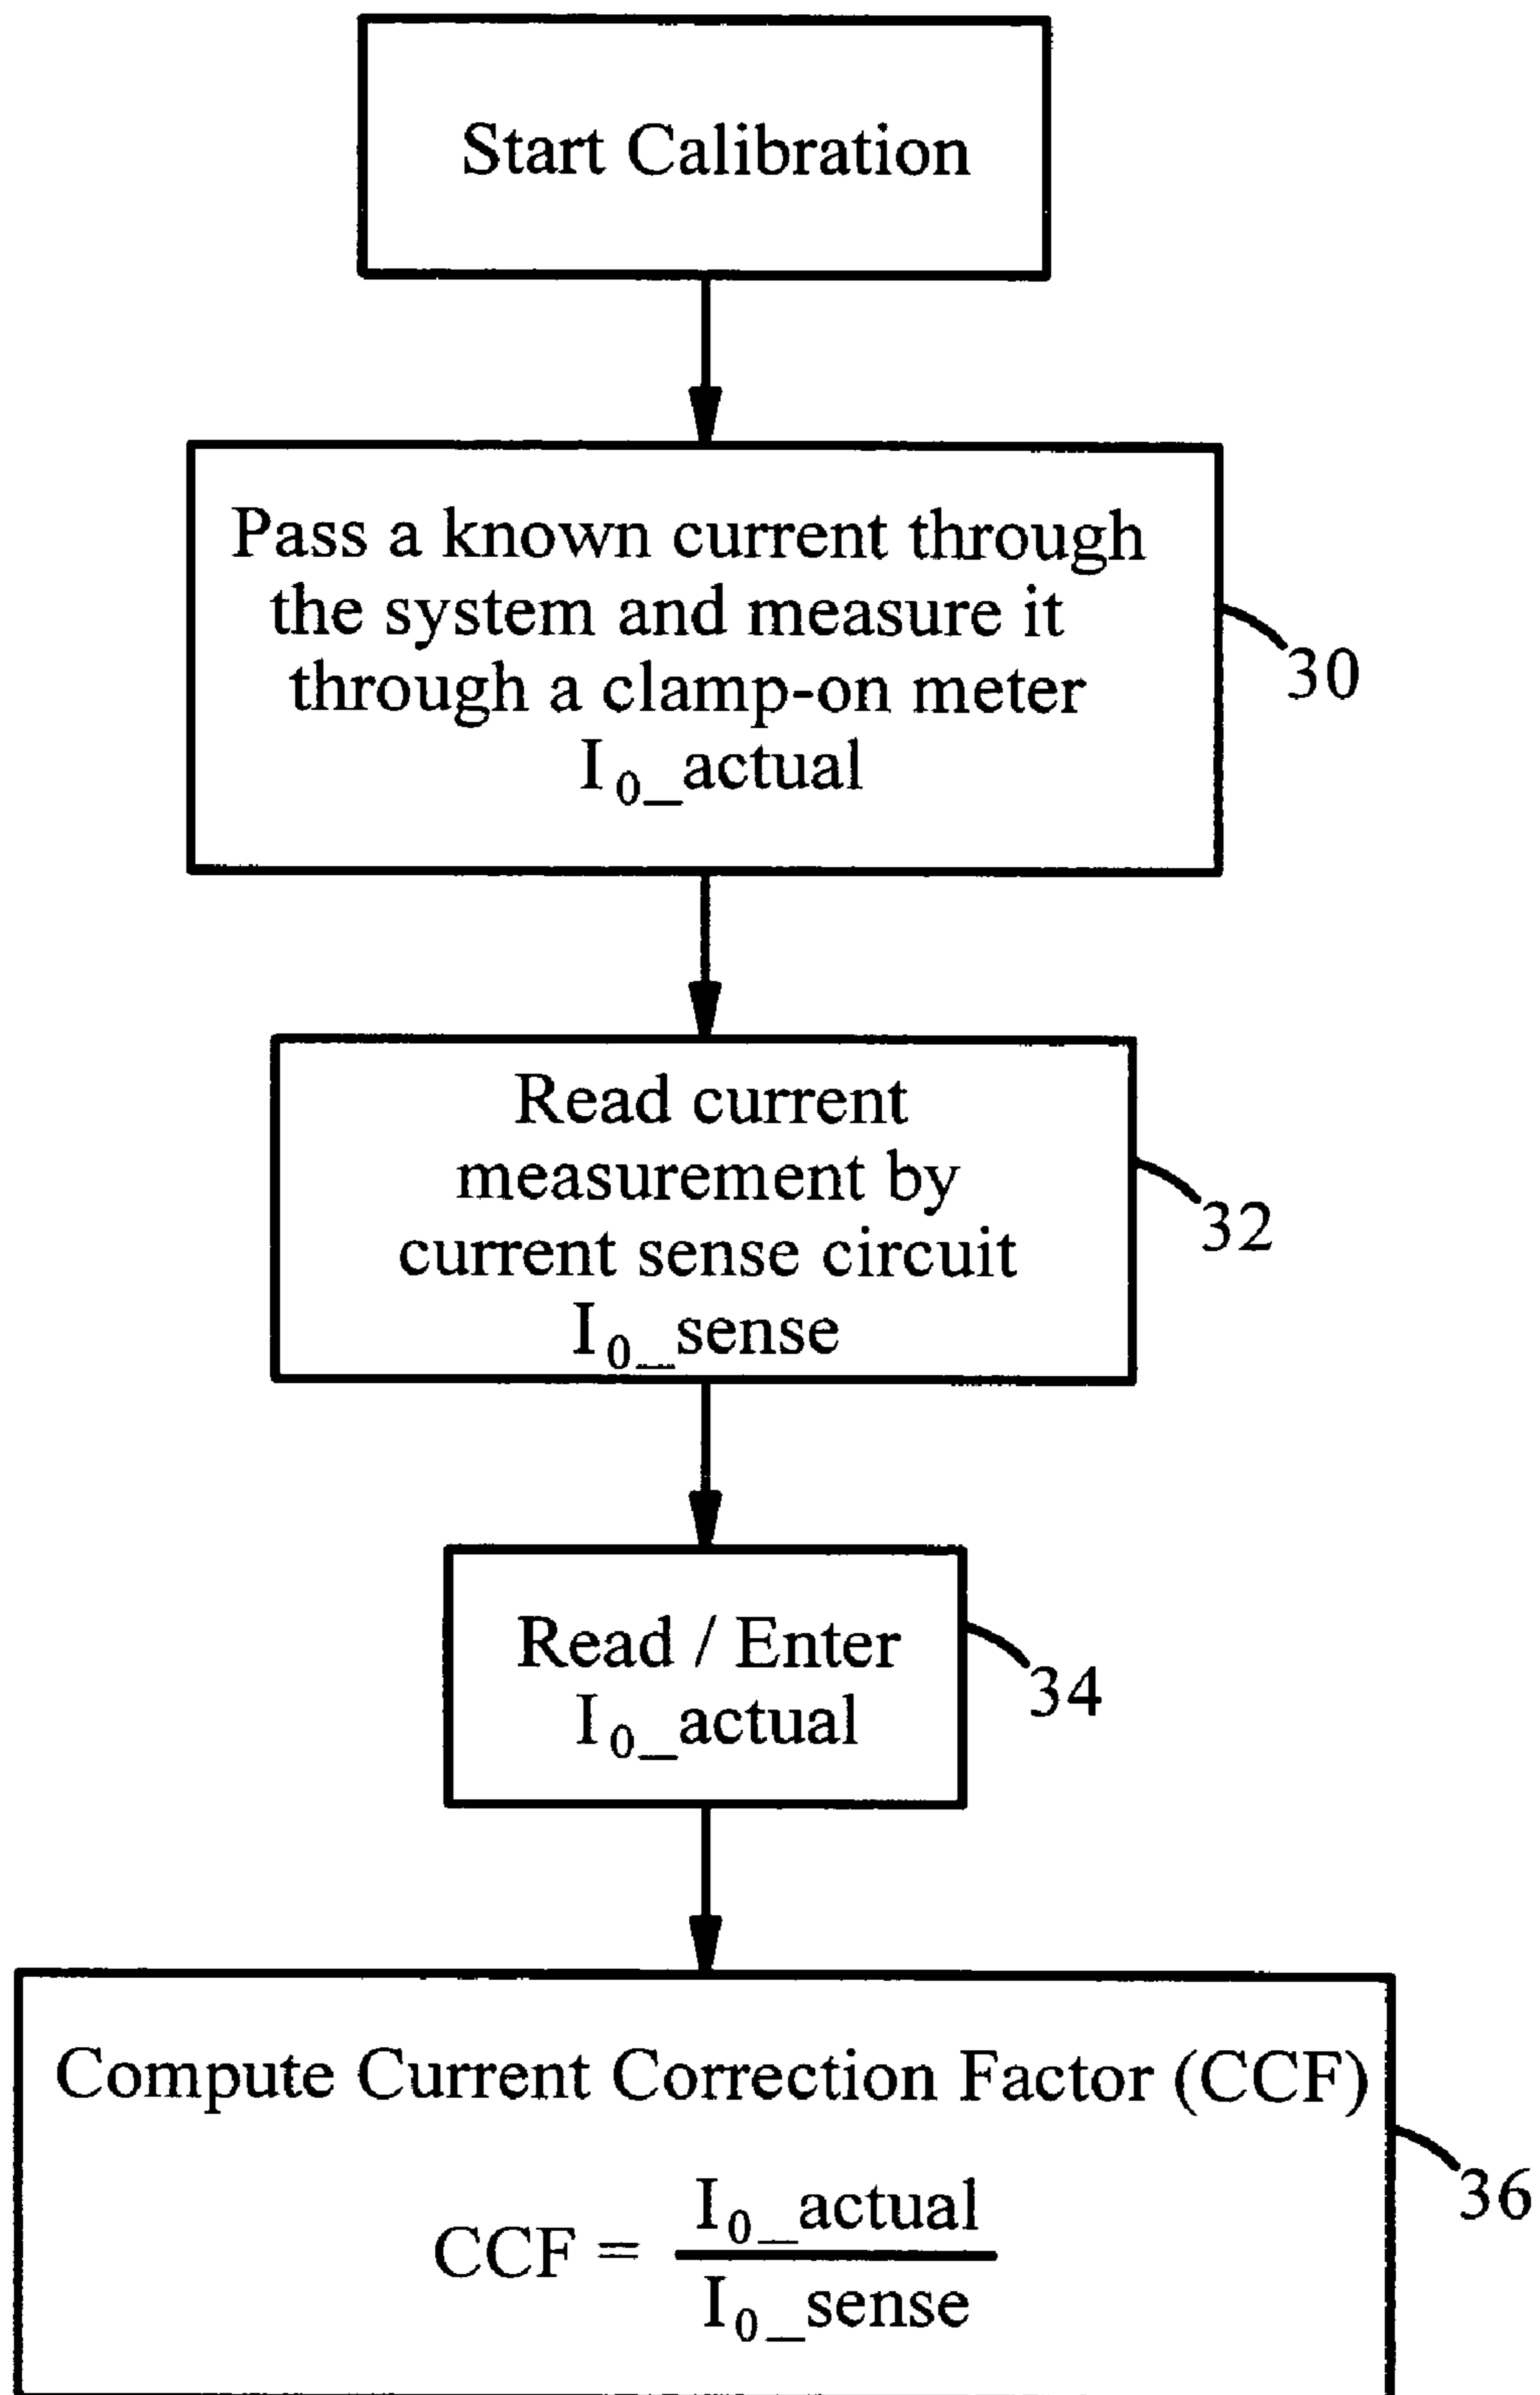 Start Calibration
Pass a known current through
the system and measure it
through a clamp-on meter
I₀_actual
30
Read current
measurement by
current sense circuit
I₀_sense
32
Read / Enter
I₀_actual
34
Compute Current Correction Factor (CCF)
CCF = I₀_actual
I₀_sense
36